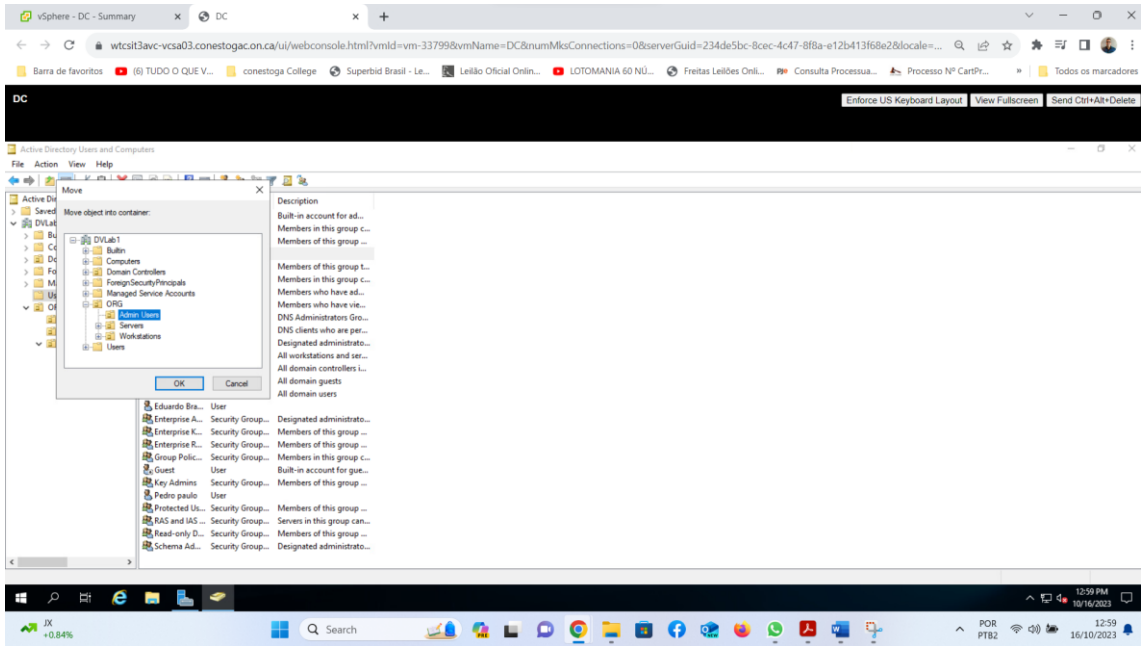 vSphere - DC - Summary
DC
wtcsit3avc-vcsa03.conestogac.on.ca/ui/webconsole.html?vmId=vm-33799&vmName=DC&numMksConnections=0&serverGuid=234de5bc-8cec-4c47-8f8a-e12b413f68e2&locale=...
Barra de favoritos (6) TUDO O QUE V... conestoga College Superbid Brasil - Le... Leilão Oficial Onlin... LOTOMANIA 60 NÚ... Freitas Leilões Onli... Consulta Processua... Processo Nº CartPr... » Todos os marcadores
DC Enforce US Keyboard Layout View Fullscreen Send Ctrl+Alt+Delete
Active Directory Users and Computers
File Action View Help
Move
Move object into container:
DVLab1
Builtin
Computers
Domain Controllers
ForeignSecurityPrincipals
Managed Service Accounts
ORG
Admin Users
Servers
Workstations
Users
OK Cancel
Active Dir
Saved
DVLab
Bu
Co
Do
Fo
M
Us
Description
Built-in account for ad...
Members in this group c...
Members of this group ...
Members of this group t...
Members in this group c...
Members who have ad...
Members who have vie...
DNS Administrators Gro...
DNS clients who are per...
Designated administrato...
All workstations and ser...
All domain controllers i...
All domain guests
All domain users
Eduardo Bra... User
Enterprise A... Security Group... Designated administrato...
Enterprise K... Security Group... Members of this group ...
Enterprise R... Security Group... Members of this group ...
Group Polic... Security Group... Members in this group c...
Guest User Built-in account for gue...
Key Admins Security Group... Members of this group ...
Pedro paulo User
Protected Us... Security Group... Members of this group ...
RAS and IAS ... Security Group... Servers in this group can...
Read-only D... Security Group... Members of this group ...
Schema Ad... Security Group... Designated administrato...
12:59 PM
10/16/2023
JX
+0.84%
Search
POR
PTB2
12:59
16/10/2023